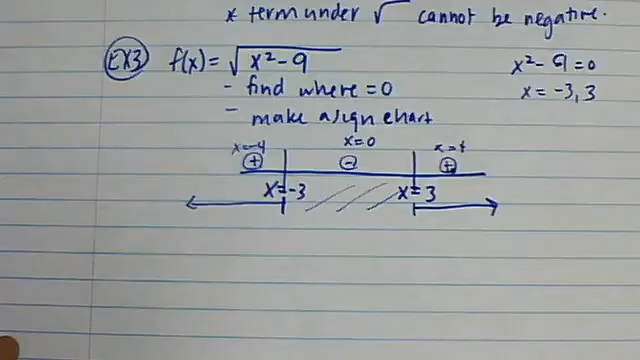 * term under √ cannot be negative.
EX3 f(x) = √x² - 9
x² - 9 = 0
- find where = 0
x = -3, 3
- make a sign chart
x=-4 x=0 x=4
+ - +
x=-3 x=3